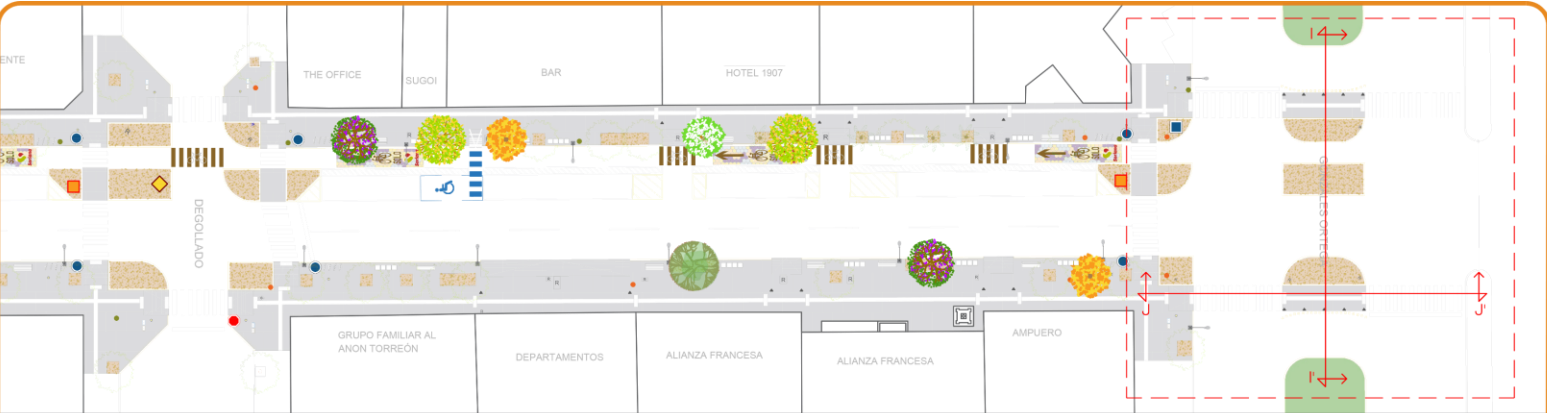 ENTE
THE OFFICE
SUGOI
BAR
HOTEL 1907
I
DEGOLLADO
J
J'
GRUPO FAMILIAR AL
ANON TORREÓN
DEPARTAMENTOS
ALIANZA FRANCESA
ALIANZA FRANCESA
AMPUERO
I'